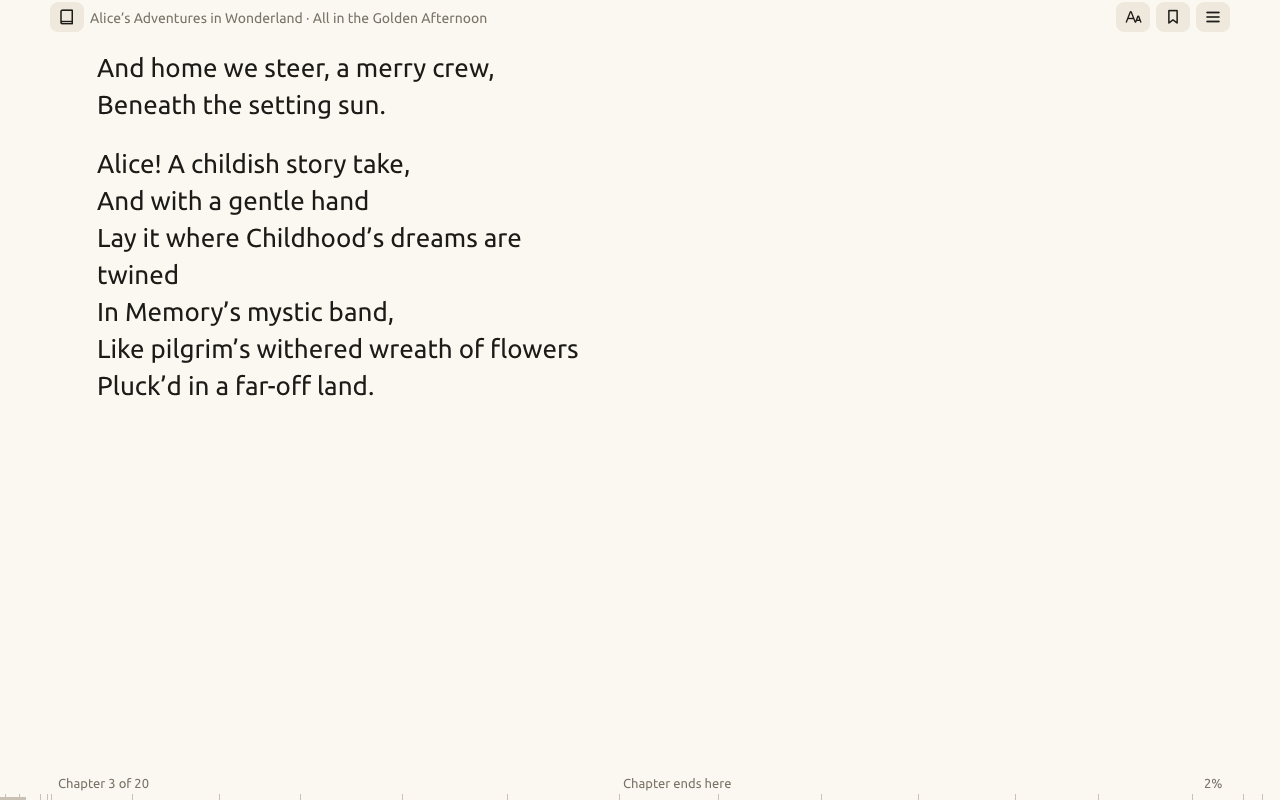 Alice’s Adventures in Wonderland · All in the Golden Afternoon
And home we steer, a merry crew,
Beneath the setting sun.
Alice! A childish story take,
And with a gentle hand
Lay it where Childhood’s dreams are
twined
In Memory’s mystic band,
Like pilgrim’s withered wreath of flowers
Pluck’d in a far-off land.
Chapter 3 of 20
Chapter ends here
2%